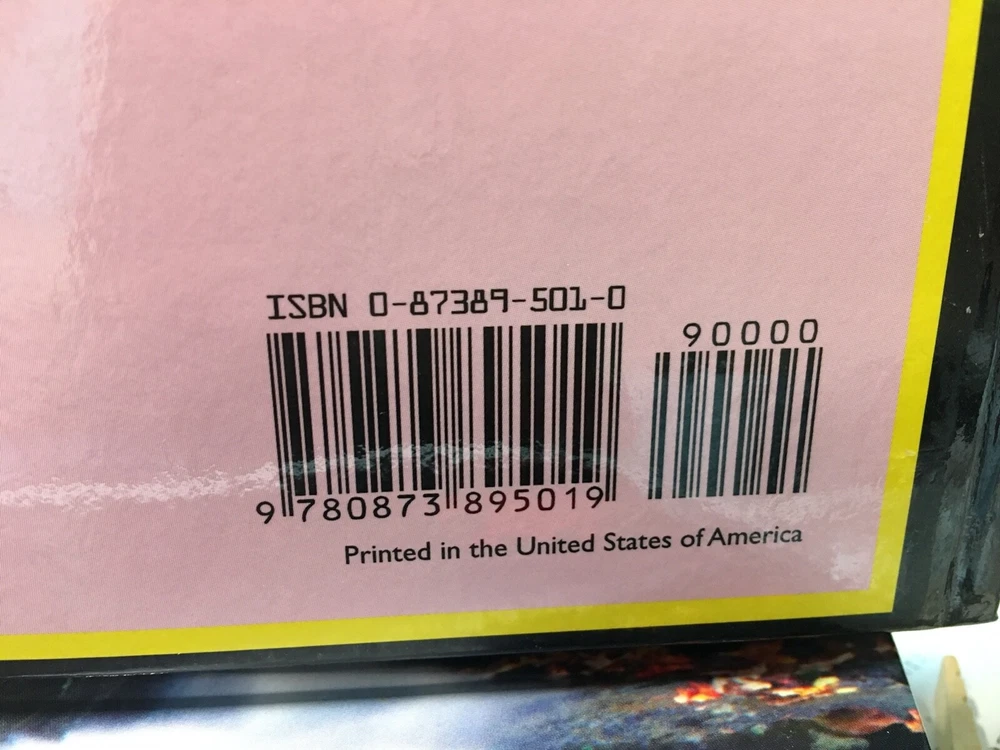 ISBN 0-87389-501-0
90000
9 780873 895019
Printed in the United States of America